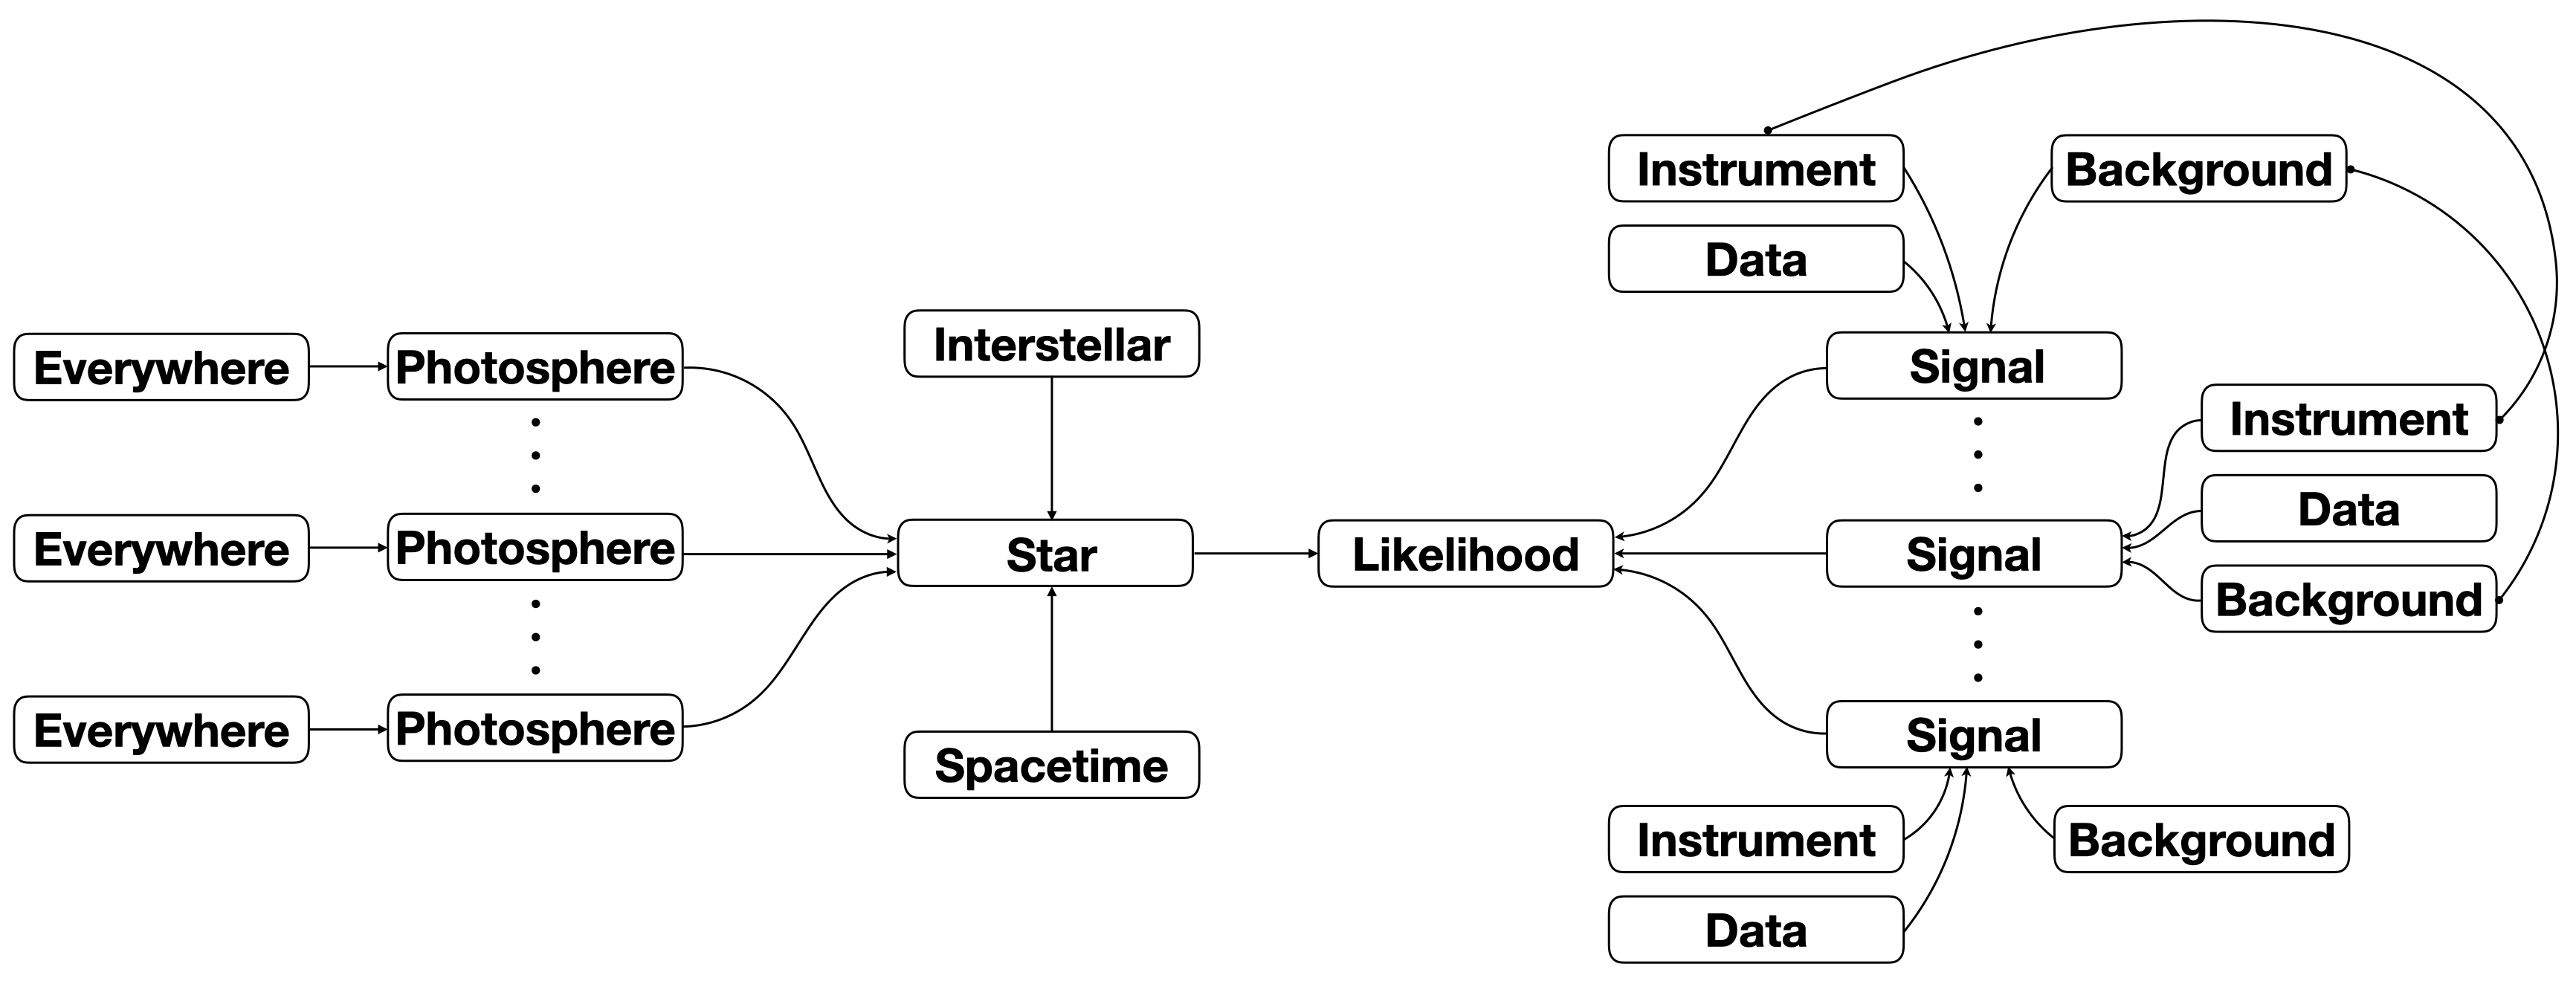 Instrument
Background
Data
Interstellar
Everywhere
Photosphere
Signal
Instrument
Data
Everywhere
Photosphere
Star
Likelihood
Signal
Background
Everywhere
Photosphere
Spacetime
Signal
Instrument
Background
Data